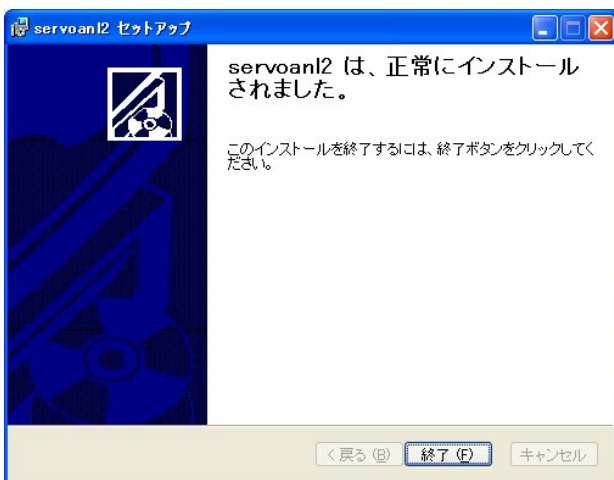 servoanl2 セットアップ
servoanl2 は、正常にインストール
されました。
このインストールを終了するには、終了ボタンをクリックしてく
ださい。
< 戻る (B) 終了 (F) キャンセル